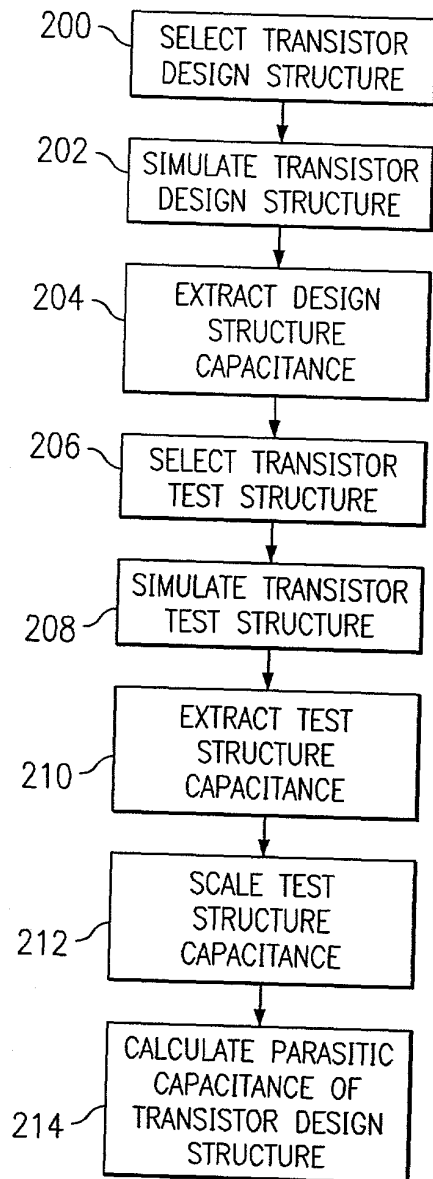 200
SELECT TRANSISTOR
DESIGN STRUCTURE
202
SIMULATE TRANSISTOR
DESIGN STRUCTURE
204
EXTRACT DESIGN
STRUCTURE
CAPACITANCE
206
SELECT TRANSISTOR
TEST STRUCTURE
208
SIMULATE TRANSISTOR
TEST STRUCTURE
210
EXTRACT TEST
STRUCTURE
CAPACITANCE
212
SCALE TEST
STRUCTURE
CAPACITANCE
214
CALCULATE PARASITIC
CAPACITANCE OF
TRANSISTOR DESIGN
STRUCTURE